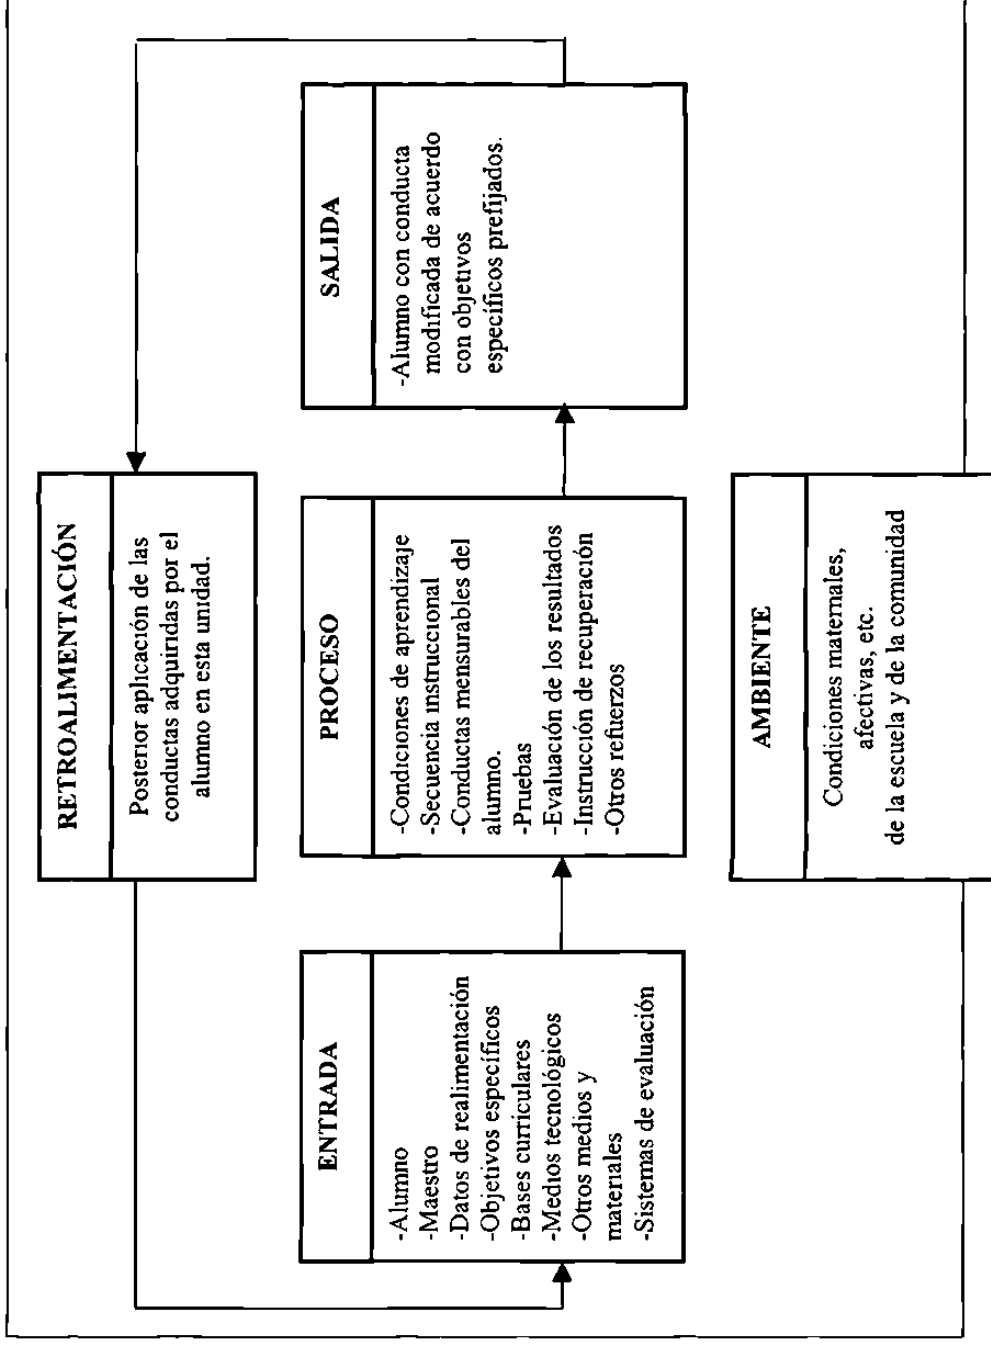 RETROALIMENTACIÓN
Posterior aplicación de las
conductas adquiridas por el
alumno en esta unidad.
ENTRADA
-Alumno
-Maestro
-Datos de realimentación
-Objetivos específicos
-Bases curriculares
-Medios tecnológicos
-Otros medios y
materiales
-Sistemas de evaluación
PROCESO
-Condiciones de aprendizaje
-Secuencia instruccional
-Conductas mensurables del
alumno.
-Pruebas
-Evaluación de los resultados
-Instrucción de recuperación
-Otros refuerzos
SALIDA
-Alumno con conducta
modificada de acuerdo
con objetivos
específicos prefijados.
AMBIENTE
Condiciones maternales,
afectivas, etc.
de la escuela y de la comunidad